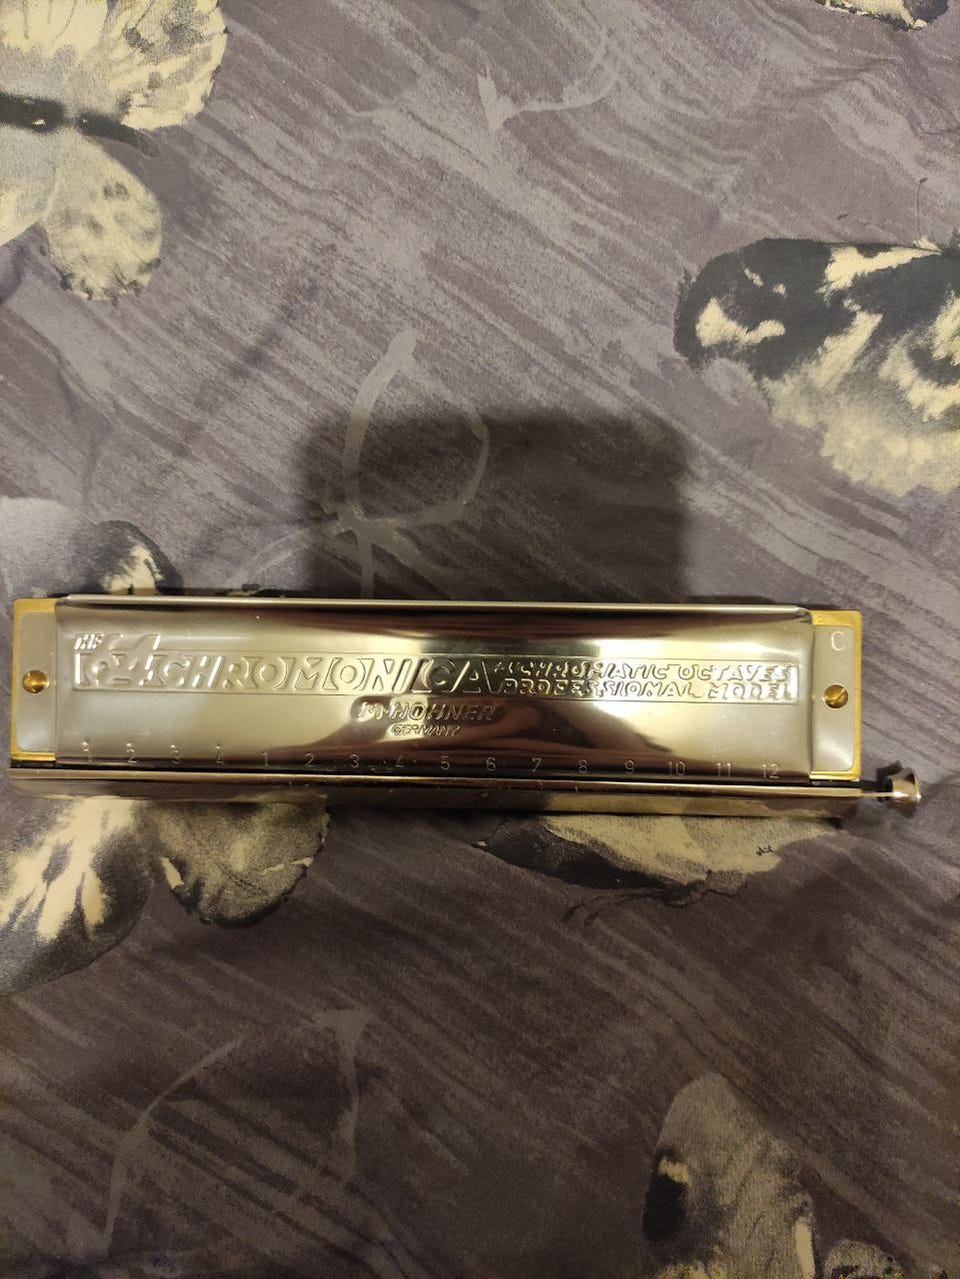 THE
64 CHROMONICA
4 CHROMATIC OCTAVES
PROFESSIONAL MODEL
C
M. HOHNER
GERMANY
1 2 3 4 1 2 3 4 5 6 7 8 9 10 11 12